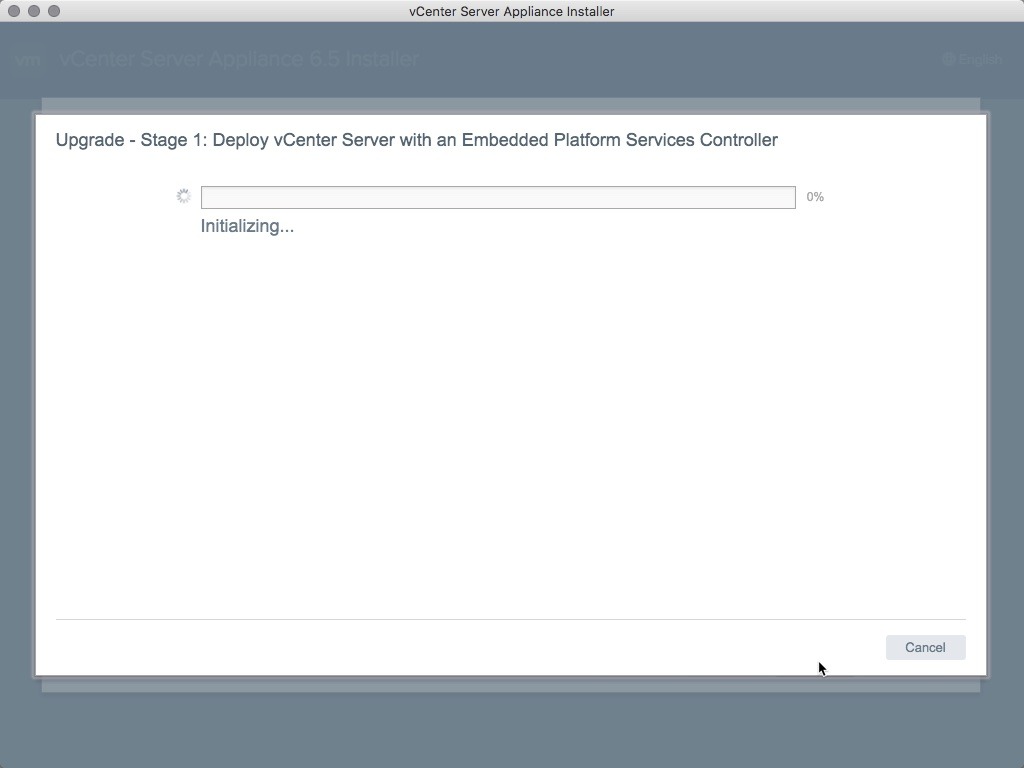 vCenter Server Appliance Installer
vm vCenter Server Appliance 6.5 Installer
English
Upgrade - Stage 1: Deploy vCenter Server with an Embedded Platform Services Controller
0%
Initializing...
Cancel